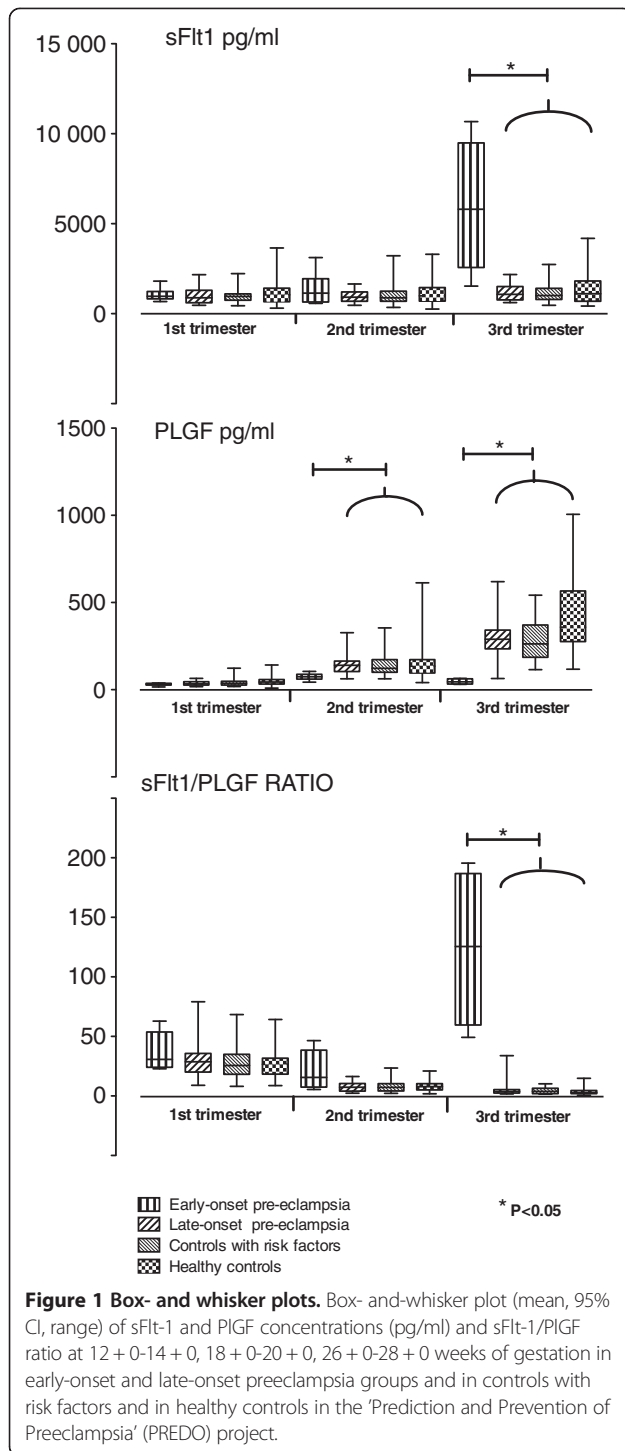 sFlt1 pg/ml
15 000
10 000
5000
0
1st trimester 2nd trimester 3rd trimester
*
PLGF pg/ml
1500
1000
500
0
1st trimester 2nd trimester 3rd trimester
* *
sFlt1/PLGF RATIO
200
150
100
50
0
1st trimester 2nd trimester 3rd trimester
*
Early-onset pre-eclampsia
Late-onset pre-eclampsia
Controls with risk factors
Healthy controls
* P<0.05
Figure 1 Box- and whisker plots. Box- and-whisker plot (mean, 95%
CI, range) of sFlt-1 and PlGF concentrations (pg/ml) and sFlt-1/PlGF
ratio at 12 + 0-14 + 0, 18 + 0-20 + 0, 26 + 0-28 + 0 weeks of gestation in
early-onset and late-onset preeclampsia groups and in controls with
risk factors and in healthy controls in the 'Prediction and Prevention of
Preeclampsia' (PREDO) project.